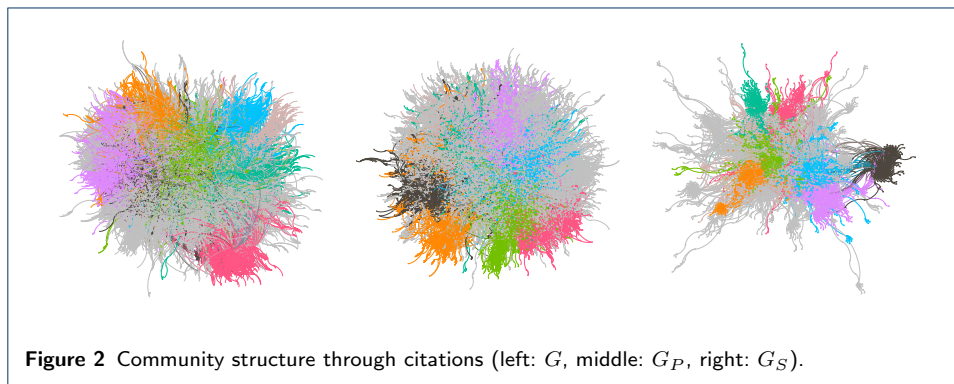 Figure 2 Community structure through citations (left: G, middle: G_P, right: G_S).